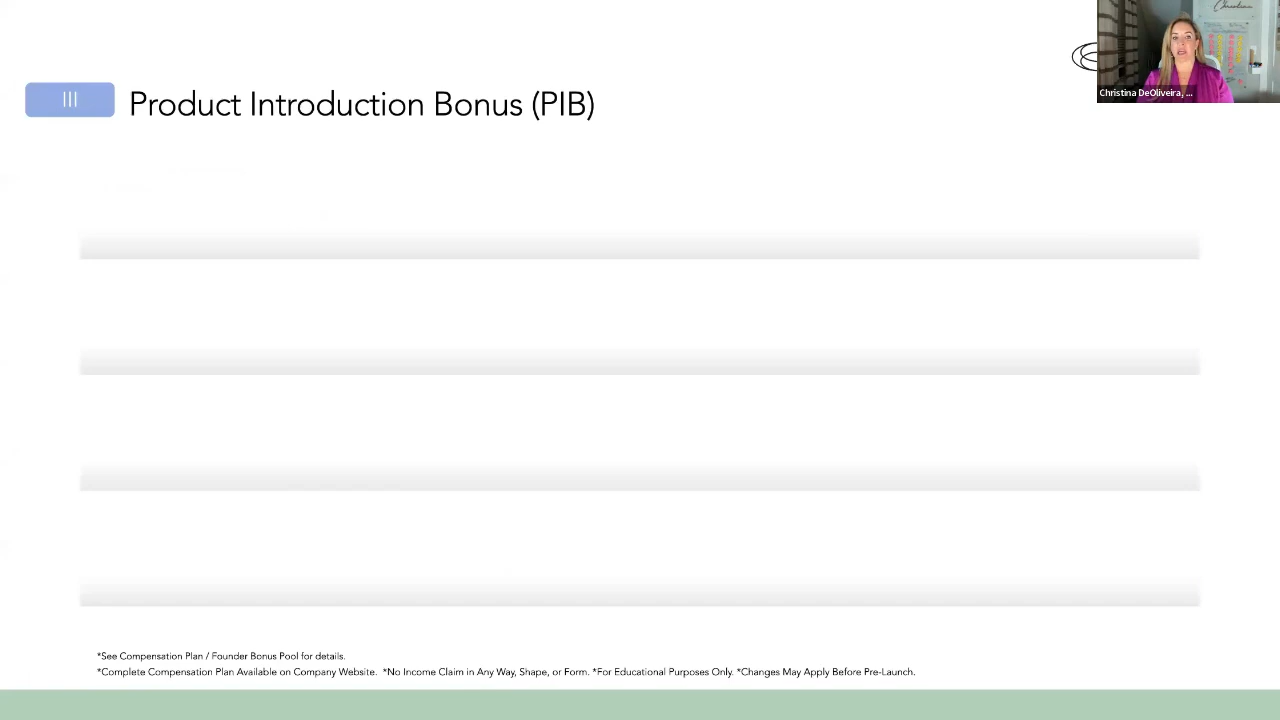 III
Product Introduction Bonus (PIB)
Christina DeOliveira, ...
*See Compensation Plan / Founder Bonus Pool for details.
*Complete Compensation Plan Available on Company Website. *No Income Claim in Any Way, Shape, or Form. *For Educational Purposes Only. *Changes May Apply Before Pre-Launch.